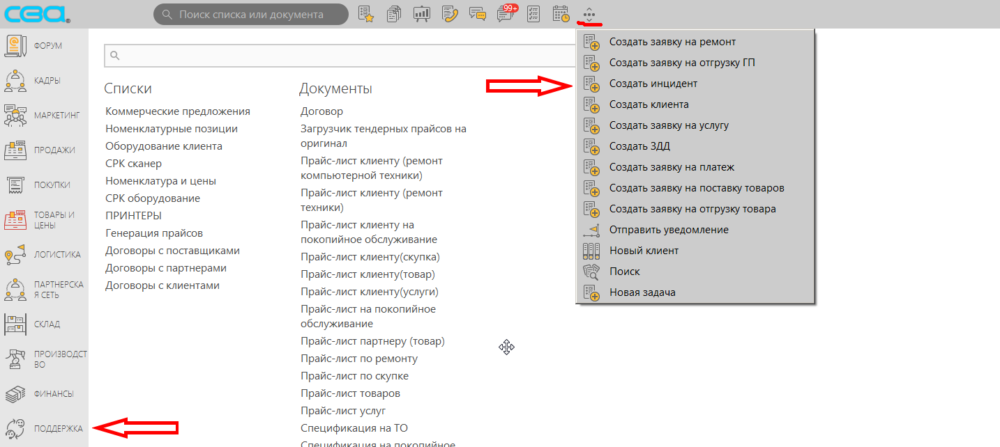 сва®
Поиск списка или документа
99+
ФОРУМ
КАДРЫ
МАРКЕТИНГ
ПРОДАЖИ
ПОКУПКИ
ТОВАРЫ И
ЦЕНЫ
ЛОГИСТИКА
ПАРТНЕРСКА
Я СЕТЬ
СКЛАД
ПРОИЗВОДСТ
ВО
ФИНАНСЫ
ПОДДЕРЖКА
Списки
Коммерческие предложения
Номенклатурные позиции
Оборудование клиента
СРК сканер
Номенклатура и цены
СРК оборудование
ПРИНТЕРЫ
Генерация прайсов
Договоры с поставщиками
Договоры с партнерами
Договоры с клиентами
Документы
Договор
Загрузчик тендерных прайсов на
оригинал
Прайс-лист клиенту (ремонт
компьютерной техники)
Прайс-лист клиенту (ремонт
техники)
Прайс-лист клиенту на
покопийное обслуживание
Прайс-лист клиенту(скупка)
Прайс-лист клиенту(товар)
Прайс-лист клиенту(услуги)
Прайс-лист на покопийное
обслуживание
Прайс-лист партнеру (товар)
Прайс-лист по ремонту
Прайс-лист по скупке
Прайс-лист товаров
Прайс-лист услуг
Спецификация на ТО
Спецификация на покопийное
Создать заявку на ремонт
Создать заявку на отгрузку ГП
Создать инцидент
Создать клиента
Создать заявку на услугу
Создать ЗДД
Создать заявку на платеж
Создать заявку на поставку товаров
Создать заявку на отгрузку товара
Отправить уведомление
Новый клиент
Поиск
Новая задача